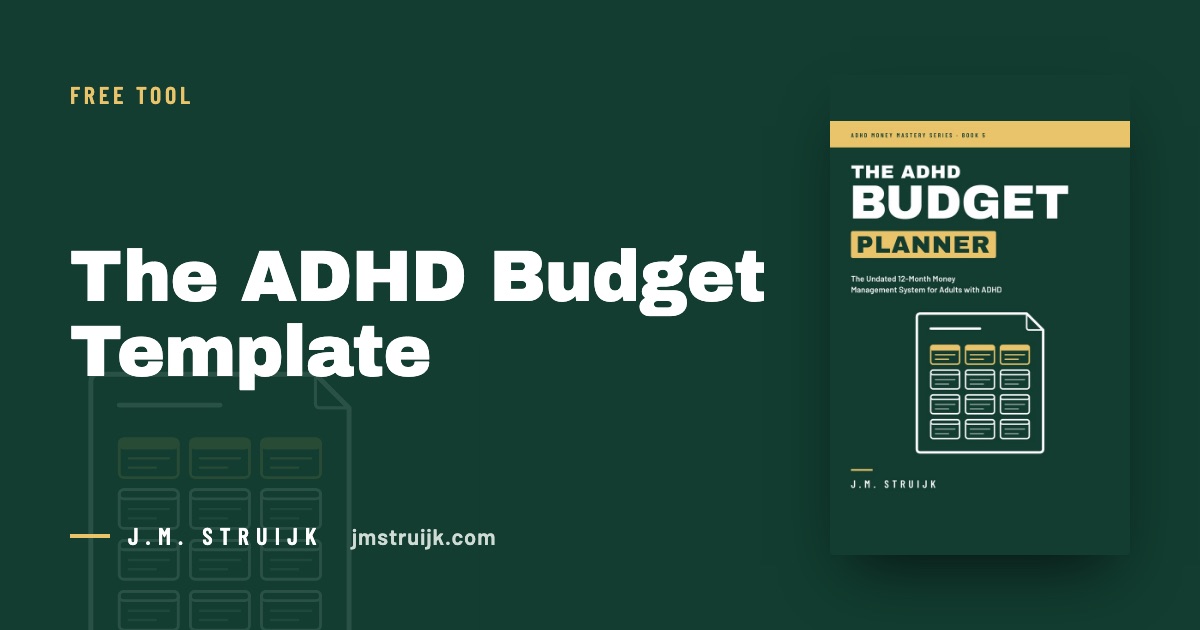 FREE TOOL
The ADHD Budget
Template
J.M. STRUIJK jmstruijk.com
ADHD MONEY MASTERY SERIES · BOOK 5
THE ADHD
BUDGET
PLANNER
The Undated 12-Month Money
Management System for Adults with ADHD
J.M. STRUIJK